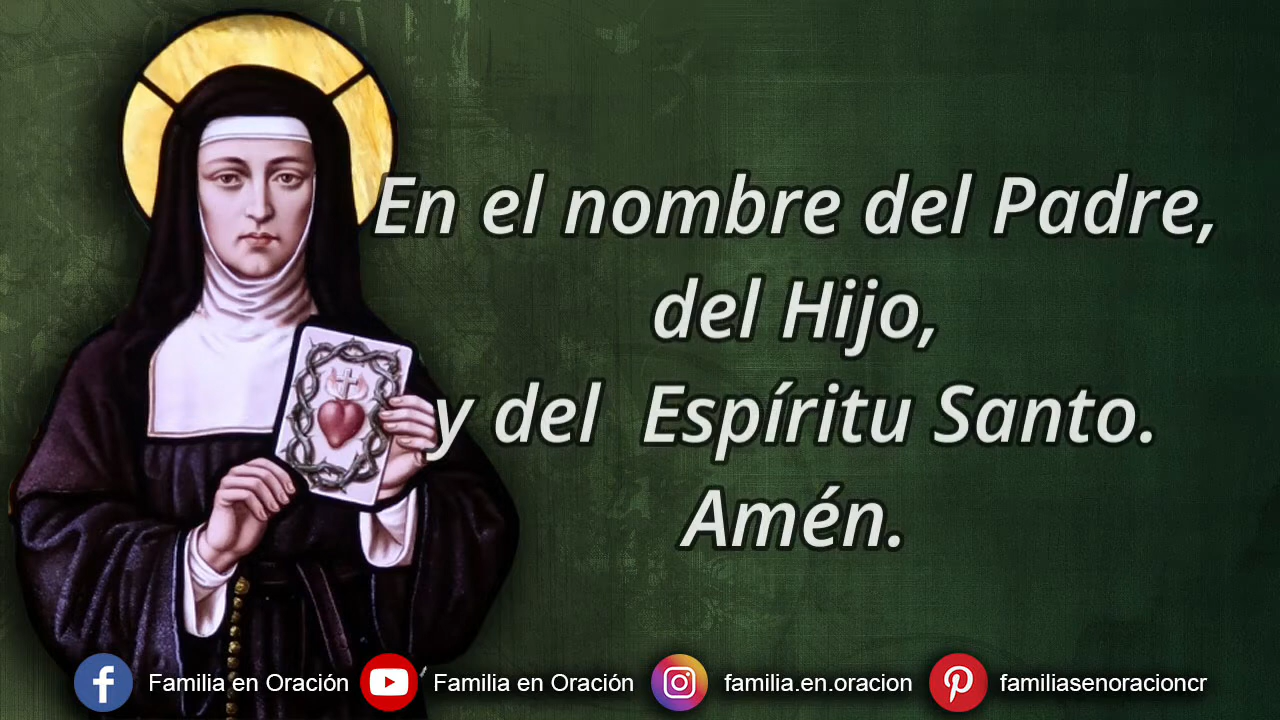 En el nombre del Padre,
del Hijo,
y del Espíritu Santo.
Amén.
Familia en Oración
Familia en Oración
familia.en.oracion
familiasenoracioncr